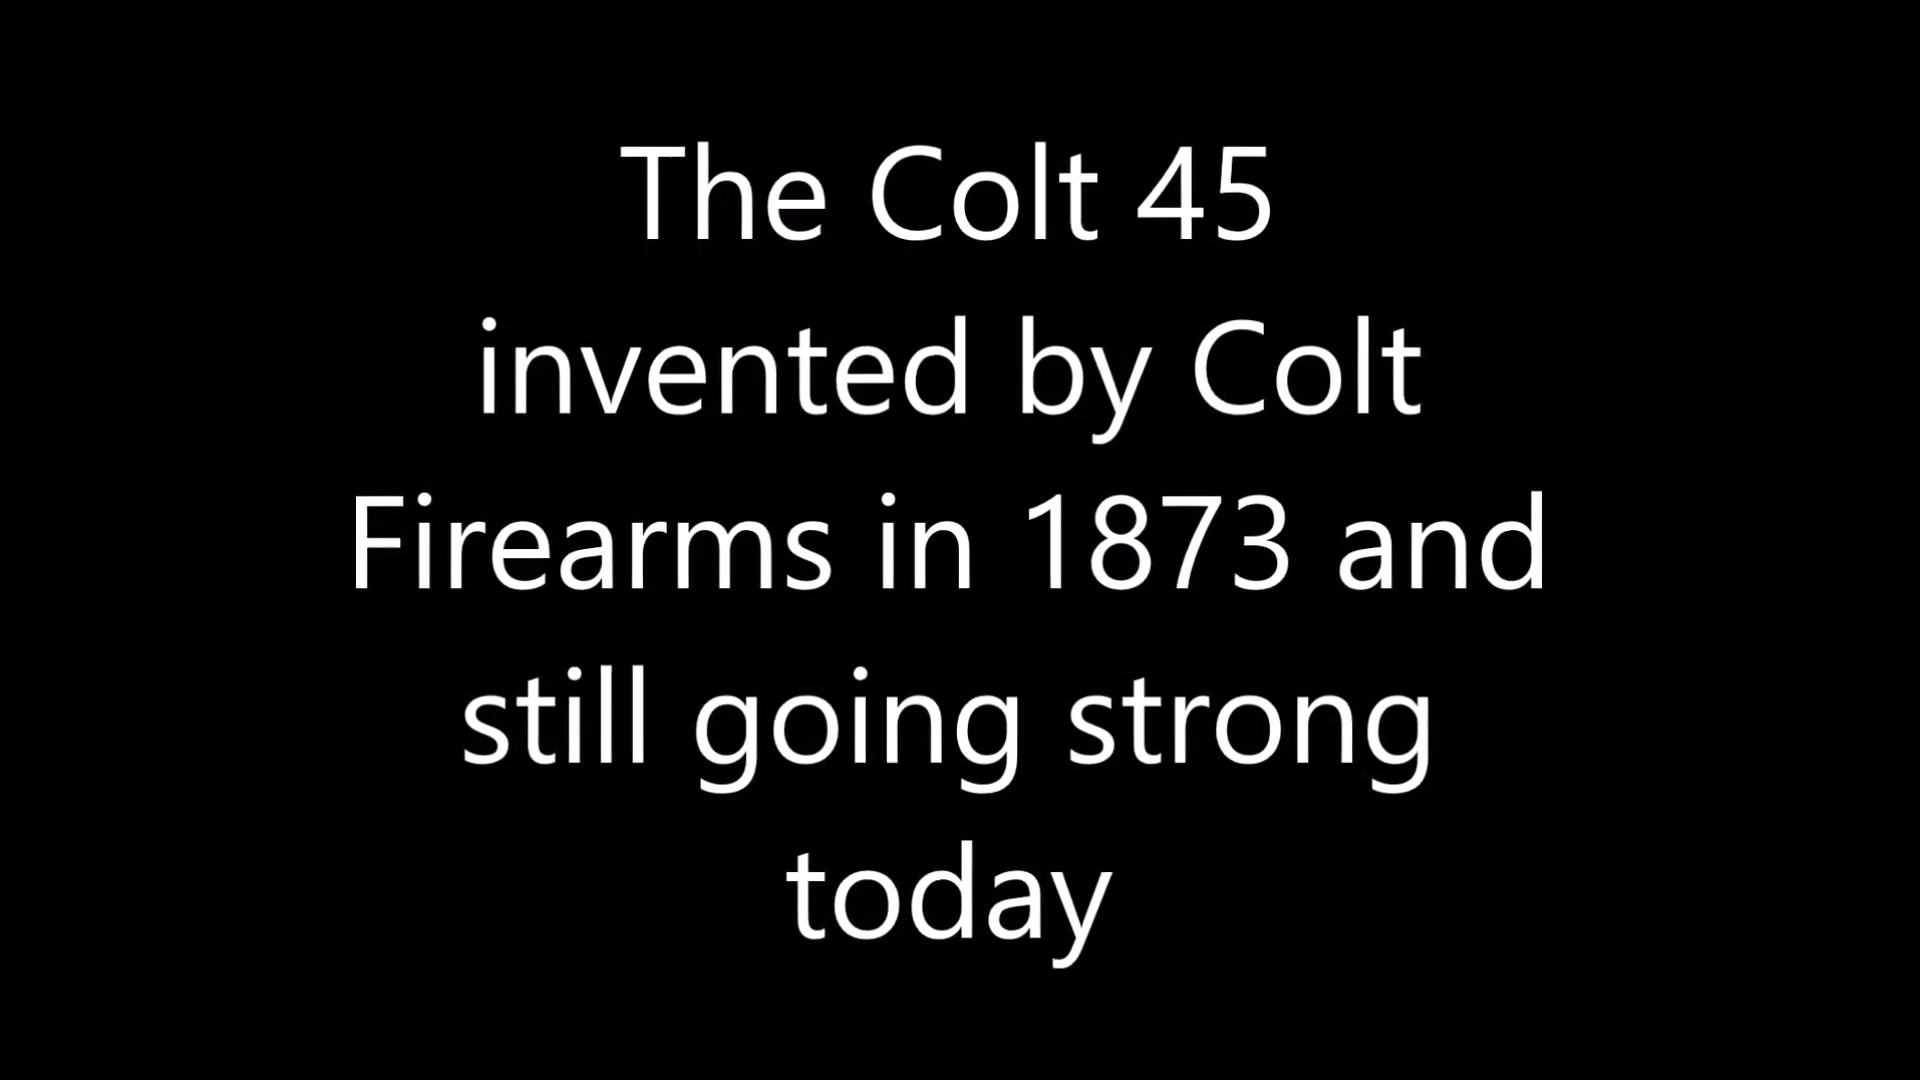 The Colt 45
invented by Colt
Firearms in 1873 and
still going strong
today